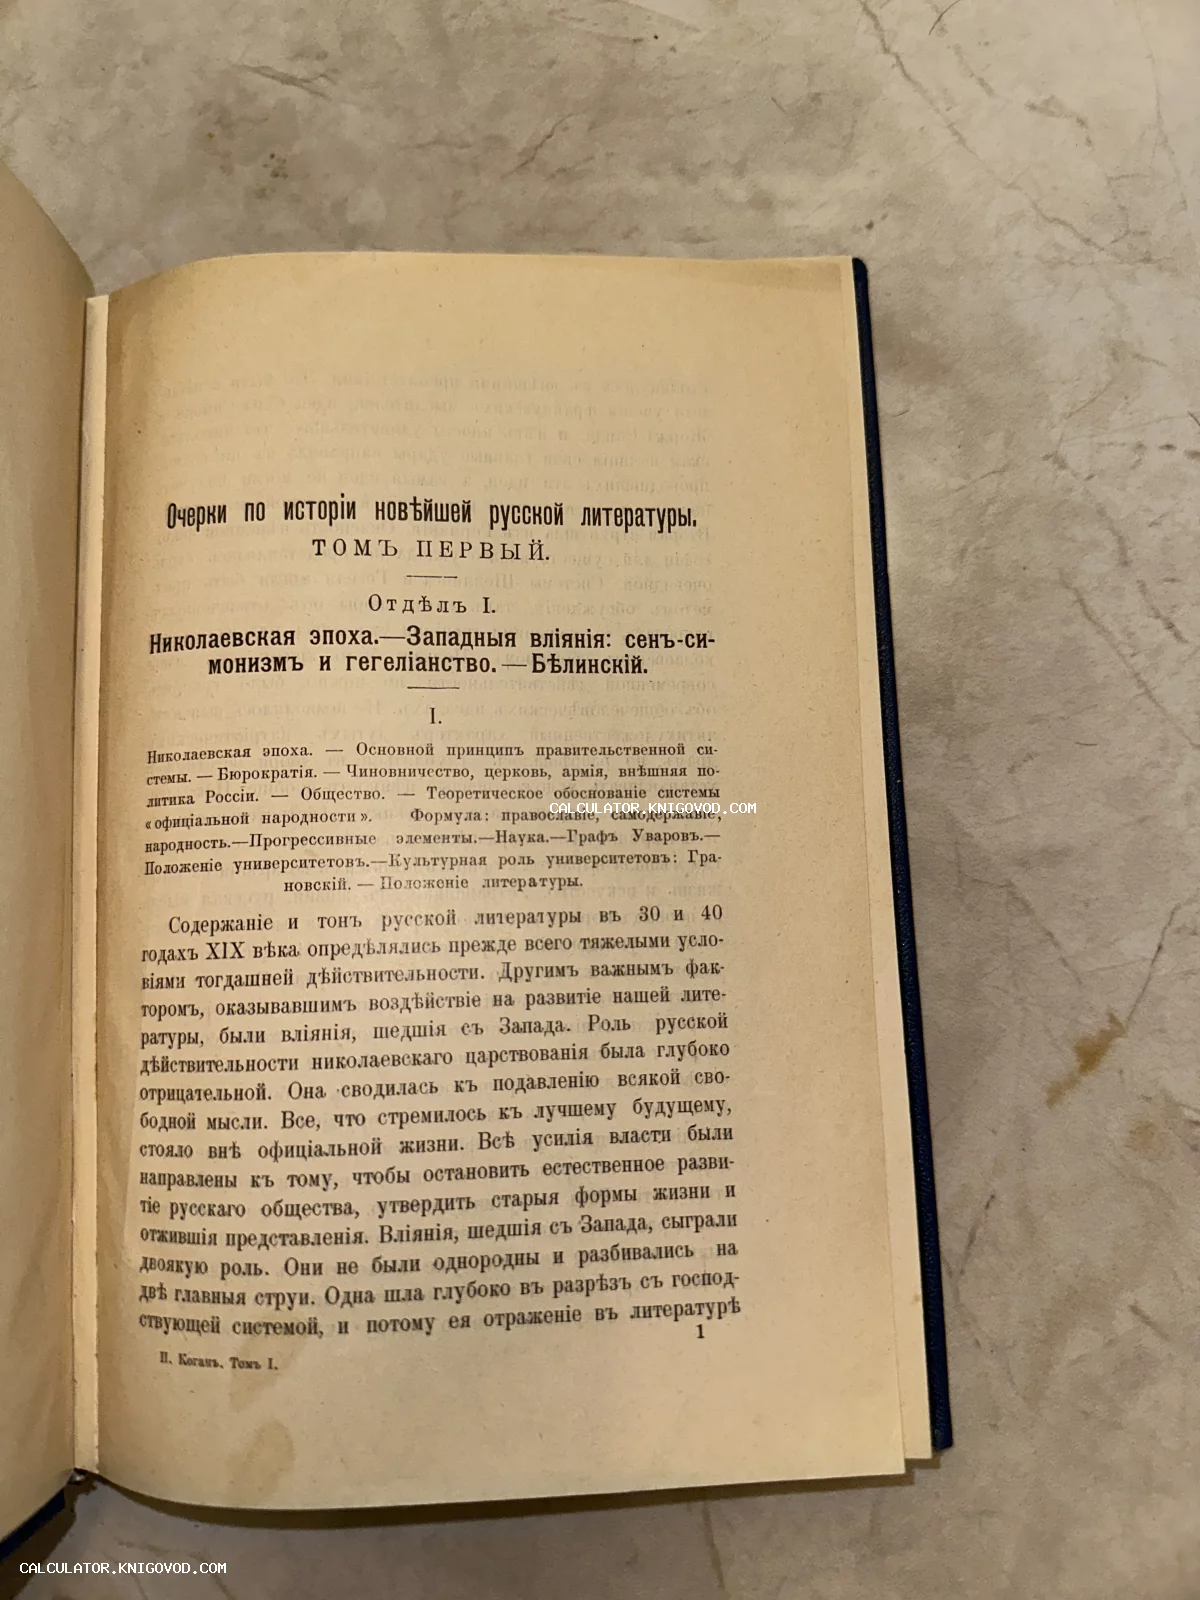 Очерки по исторіи новѣйшей русской литературы.
ТОМЪ ПЕРВЫЙ.
Отдѣлъ I.
Николаевская эпоха.—Западныя вліянія: сенъ-си-
монизмъ и гегеліанство.—Бѣлинскій.
I.
Николаевская эпоха. — Основной принципъ правительственной си-
стемы. — Бюрократія. — Чиновничество, церковь, армія, внѣшняя по-
литика Россіи. — Общество. — Теоретическое обоснованіе системы
CALCULATOR.KNIGOVOD.COM
«офиціальной народности». Формула: православіе, самодержавіе,
народность.—Прогрессивные элементы.—Наука.—Графъ Уваровъ.—
Положеніе университетовъ.—Культурная роль университетовъ: Гра-
новскій. — Положеніе литературы.
Содержаніе и тонъ русской литературы въ 30 и 40
годахъ XIX вѣка опредѣлялись прежде всего тяжелыми усло-
віями тогдашней дѣйствительности. Другимъ важнымъ фак-
торомъ, оказывавшимъ воздѣйствіе на развитіе нашей лите-
ратуры, были вліянія, шедшія съ Запада. Роль русской
дѣйствительности николаевскаго царствованія была глубоко
отрицательной. Она сводилась къ подавленію всякой сво-
бодной мысли. Все, что стремилось къ лучшему будущему,
стояло внѣ офиціальной жизни. Всѣ усилія власти были
направлены къ тому, чтобы остановить естественное разви-
тіе русскаго общества, утвердить старыя формы жизни и
отжившія представленія. Вліянія, шедшія съ Запада, сыграли
двоякую роль. Они не были однородны и разбивались на
двѣ главныя струи. Одна шла глубоко въ разрѣзъ съ господ-
ствующей системой, и потому ея отраженіе въ литературѣ
1
П. Коганъ. Томъ I.
CALCULATOR.KNIGOVOD.COM